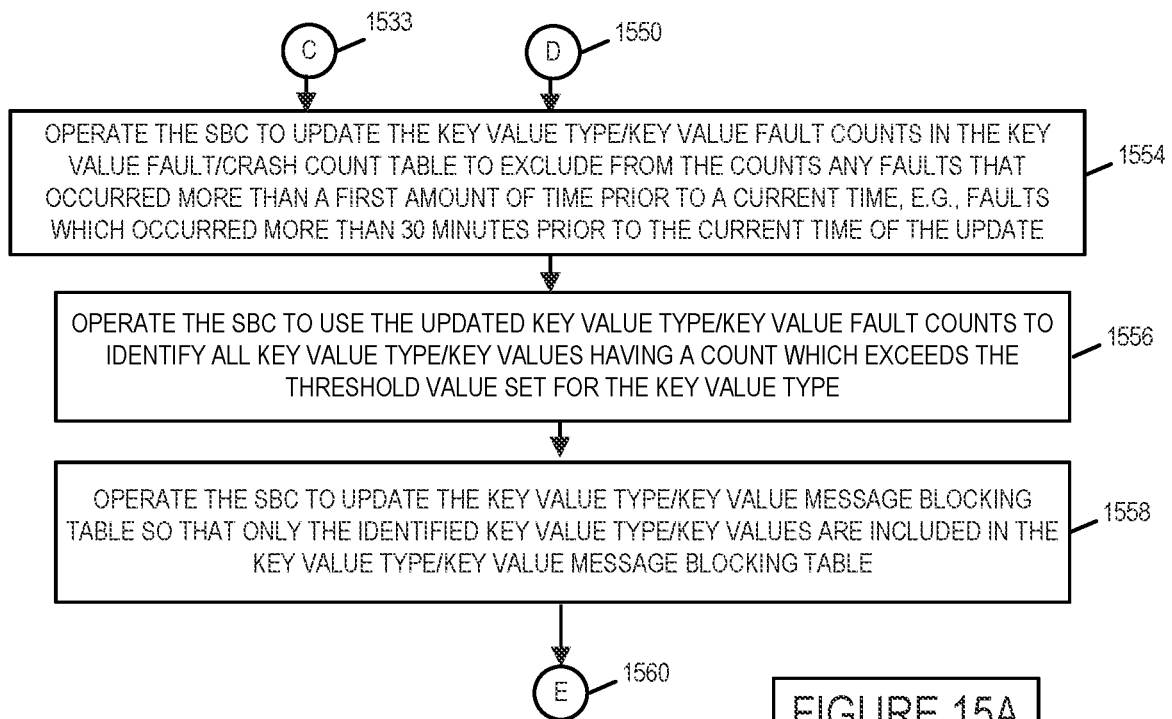 1533
1550
C
D
OPERATE THE SBC TO UPDATE THE KEY VALUE TYPE/KEY VALUE FAULT COUNTS IN THE KEY
VALUE FAULT/CRASH COUNT TABLE TO EXCLUDE FROM THE COUNTS ANY FAULTS THAT
OCCURRED MORE THAN A FIRST AMOUNT OF TIME PRIOR TO A CURRENT TIME, E.G., FAULTS
WHICH OCCURRED MORE THAN 30 MINUTES PRIOR TO THE CURRENT TIME OF THE UPDATE
1554
OPERATE THE SBC TO USE THE UPDATED KEY VALUE TYPE/KEY VALUE FAULT COUNTS TO
IDENTIFY ALL KEY VALUE TYPE/KEY VALUES HAVING A COUNT WHICH EXCEEDS THE
THRESHOLD VALUE SET FOR THE KEY VALUE TYPE
1556
OPERATE THE SBC TO UPDATE THE KEY VALUE TYPE/KEY VALUE MESSAGE BLOCKING
TABLE SO THAT ONLY THE IDENTIFIED KEY VALUE TYPE/KEY VALUES ARE INCLUDED IN THE
KEY VALUE TYPE/KEY VALUE MESSAGE BLOCKING TABLE
1558
E
1560
FIGURE 15A